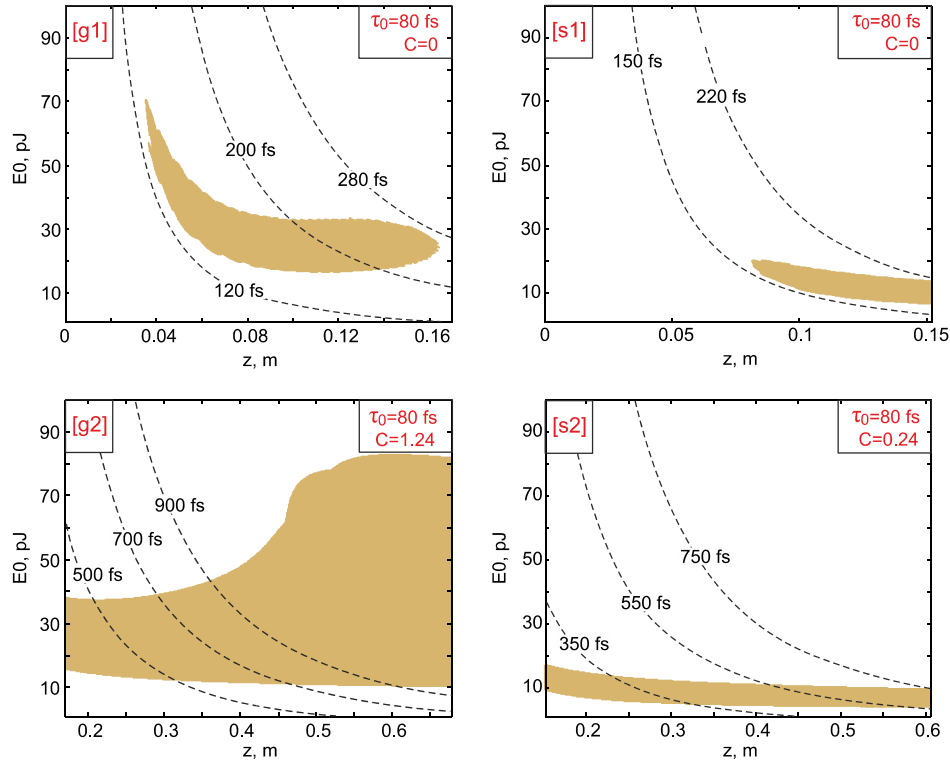 [g1]
τ0=80 fs
C=0
E0, pJ
90
70
50
30
10
200 fs
280 fs
120 fs
0
0.04
0.08
0.12
0.16
z, m
[s1]
τ0=80 fs
C=0
E0, pJ
90
70
50
30
10
150 fs
220 fs
0
0.05
0.1
0.15
z, m
[g2]
τ0=80 fs
C=1.24
E0, pJ
90
70
50
30
10
900 fs
700 fs
500 fs
0.2
0.3
0.4
0.5
0.6
z, m
[s2]
τ0=80 fs
C=0.24
E0, pJ
90
70
50
30
10
750 fs
550 fs
350 fs
0.2
0.3
0.4
0.5
0.6
z, m